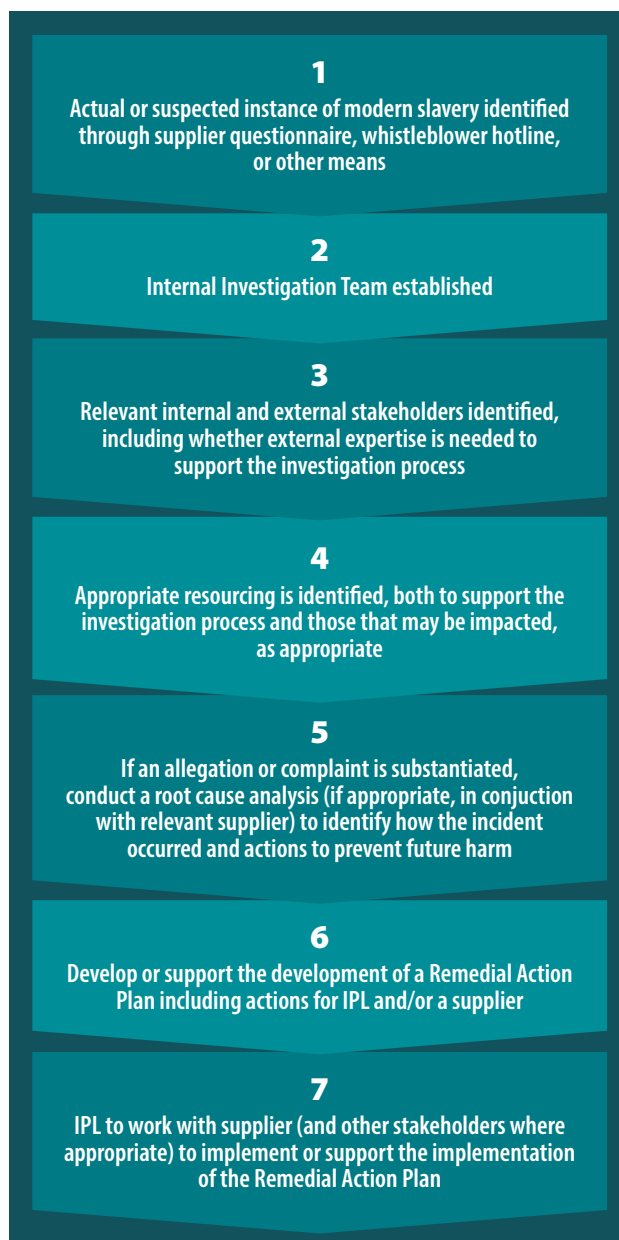 1
Actual or suspected instance of modern slavery identified
through supplier questionnaire, whistleblower hotline,
or other means
2
Internal Investigation Team established
3
Relevant internal and external stakeholders identified,
including whether external expertise is needed to
support the investigation process
4
Appropriate resourcing is identified, both to support the
investigation process and those that may be impacted,
as appropriate
5
If an allegation or complaint is substantiated,
conduct a root cause analysis (if appropriate, in conjuction
with relevant supplier) to identify how the incident
occurred and actions to prevent future harm
6
Develop or support the development of a Remedial Action
Plan including actions for IPL and/or a supplier
7
IPL to work with supplier (and other stakeholders where
appropriate) to implement or support the implementation
of the Remedial Action Plan